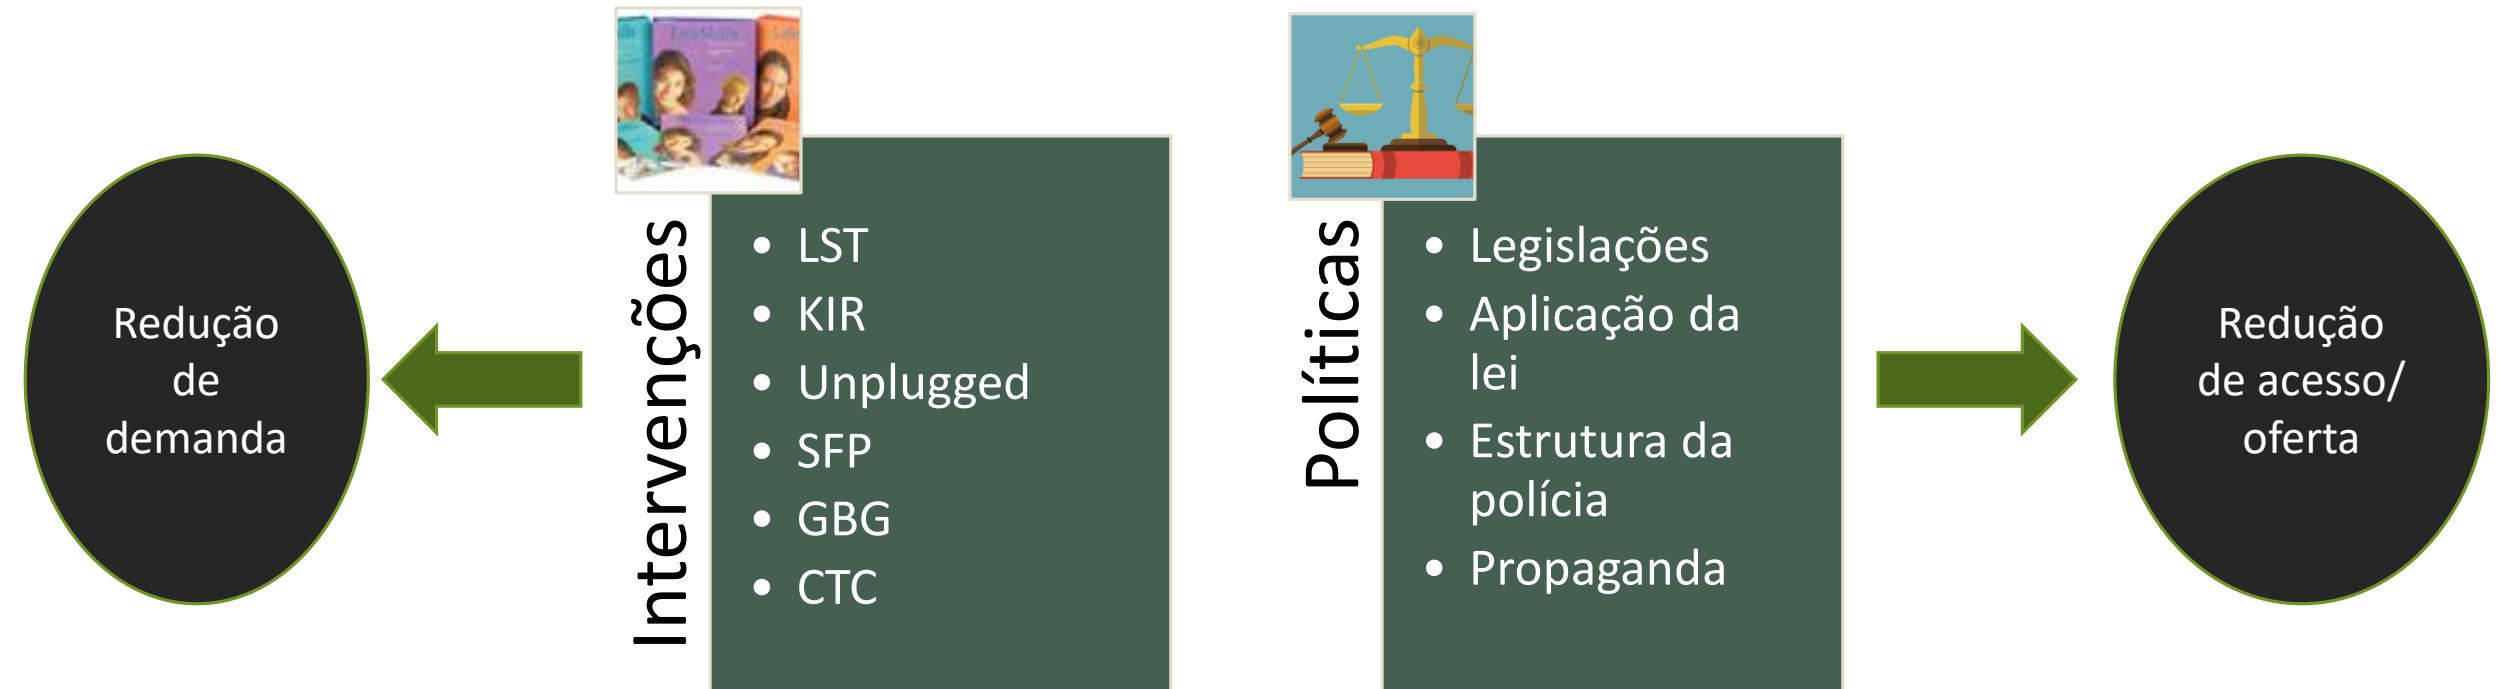 Redução
de
demanda
Intervenções
LST
KIR
Unplugged
SFP
GBG
CTC
Políticas
Legislações
Aplicação da
lei
Estrutura da
polícia
Propaganda
Redução
de acesso/
oferta